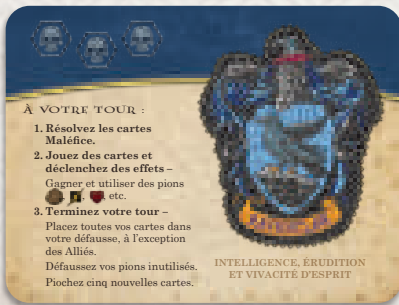 À VOTRE TOUR :
1. Résolvez les cartes
Maléfice.
2. Jouez des cartes et
déclenchez des effets –
Gagner et utiliser des pions
, , , etc.
3. Terminez votre tour –
Placez toutes vos cartes dans
votre défausse, à l'exception
des Alliés.
Défaussez vos pions inutilisés.
Piochez cinq nouvelles cartes.
INTELLIGENCE, ÉRUDITION
ET VIVACITÉ D'ESPRIT